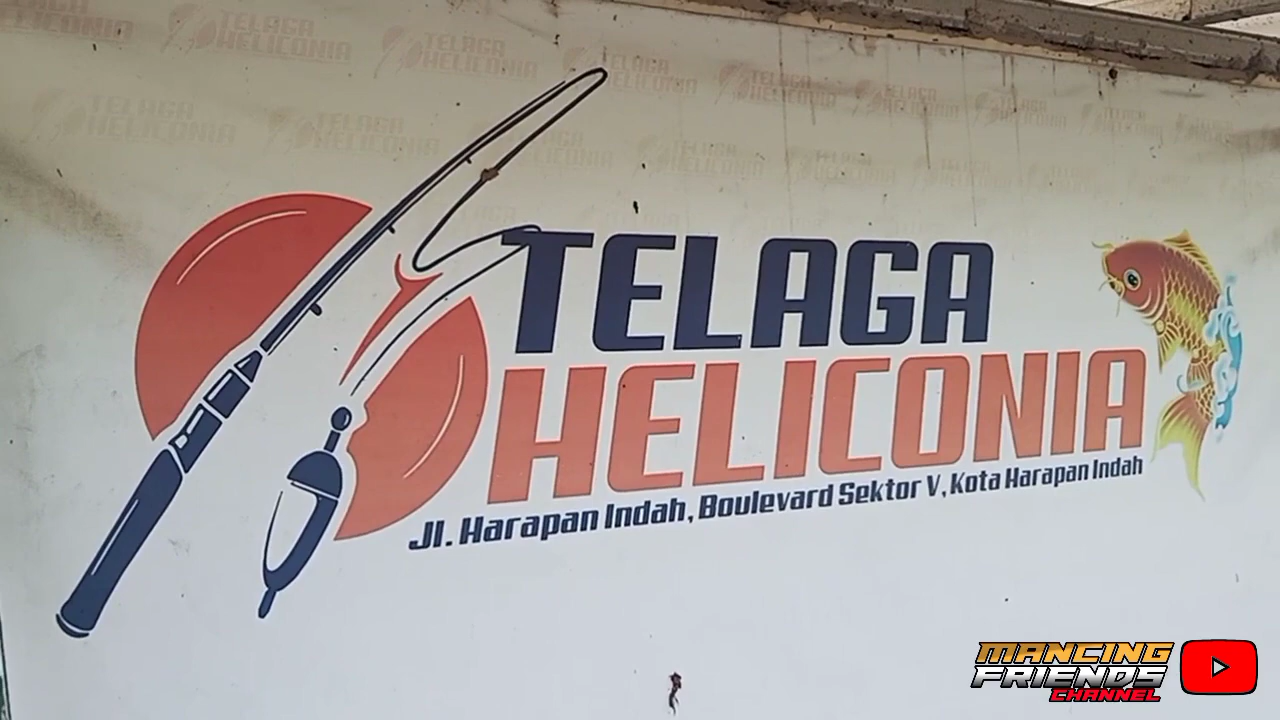 TELAGA
HELICONIA
Jl. Harapan Indah, Boulevard Sektor V, Kota Harapan Indah
MANCING
FRIENDS
CHANNEL